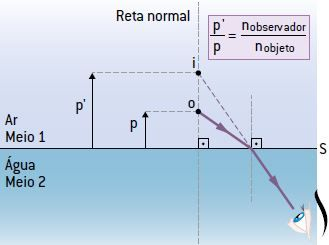 Reta normal
p' / p = nobservador / nobjeto
i
p'
o
p
Ar
Meio 1
S
Água
Meio 2